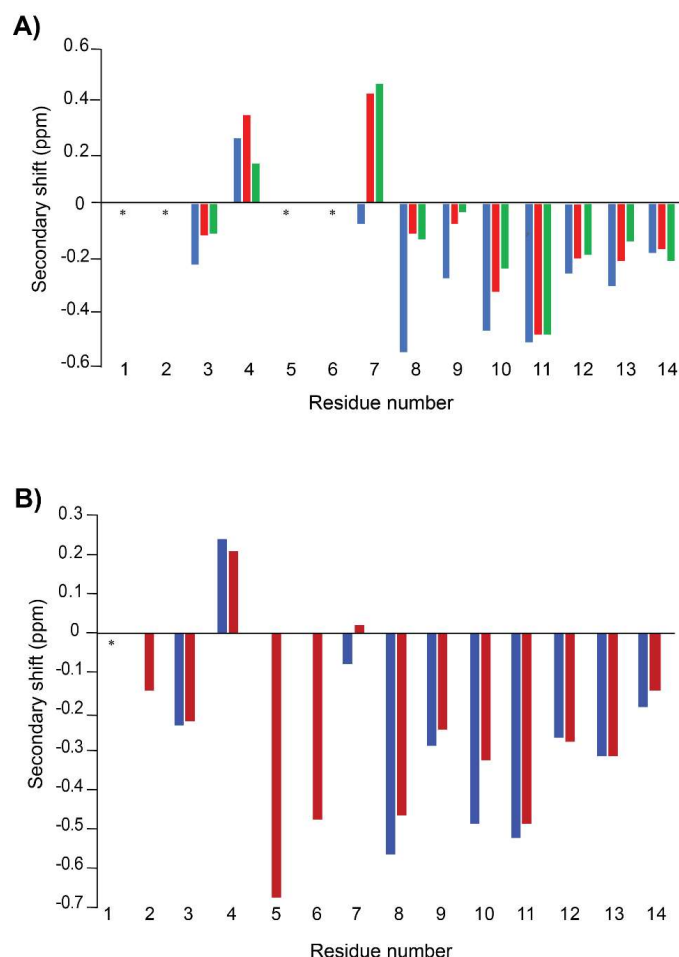 A)
0.6
0.4
0.2
0
-0.2
-0.4
-0.6
Secondary shift (ppm)
* * * *
1 2 3 4 5 6 7 8 9 10 11 12 13 14
Residue number
B)
0.3
0.2
0.1
0
-0.1
-0.2
-0.3
-0.4
-0.5
-0.6
-0.7
Secondary shift (ppm)
*
1 2 3 4 5 6 7 8 9 10 11 12 13 14
Residue number